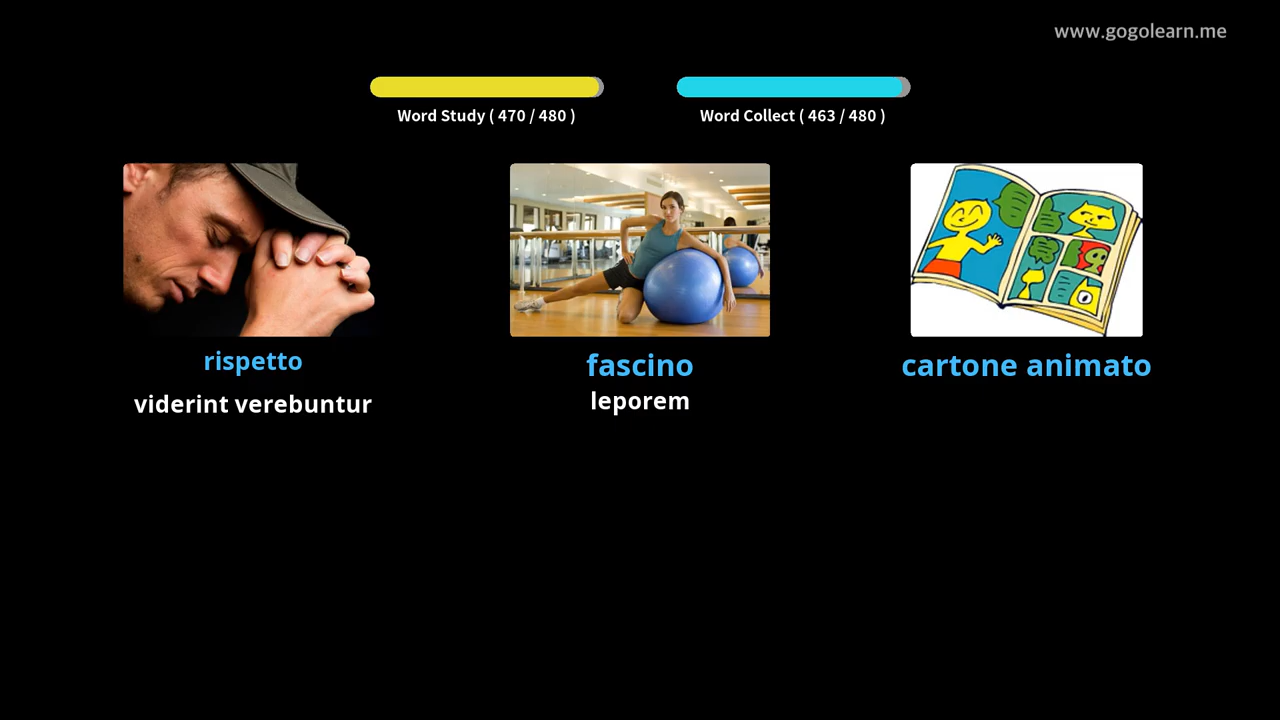 www.gogolearn.me
Word Study ( 470 / 480 )
Word Collect ( 463 / 480 )
rispetto
viderint verebuntur
fascino
leporem
cartone animato